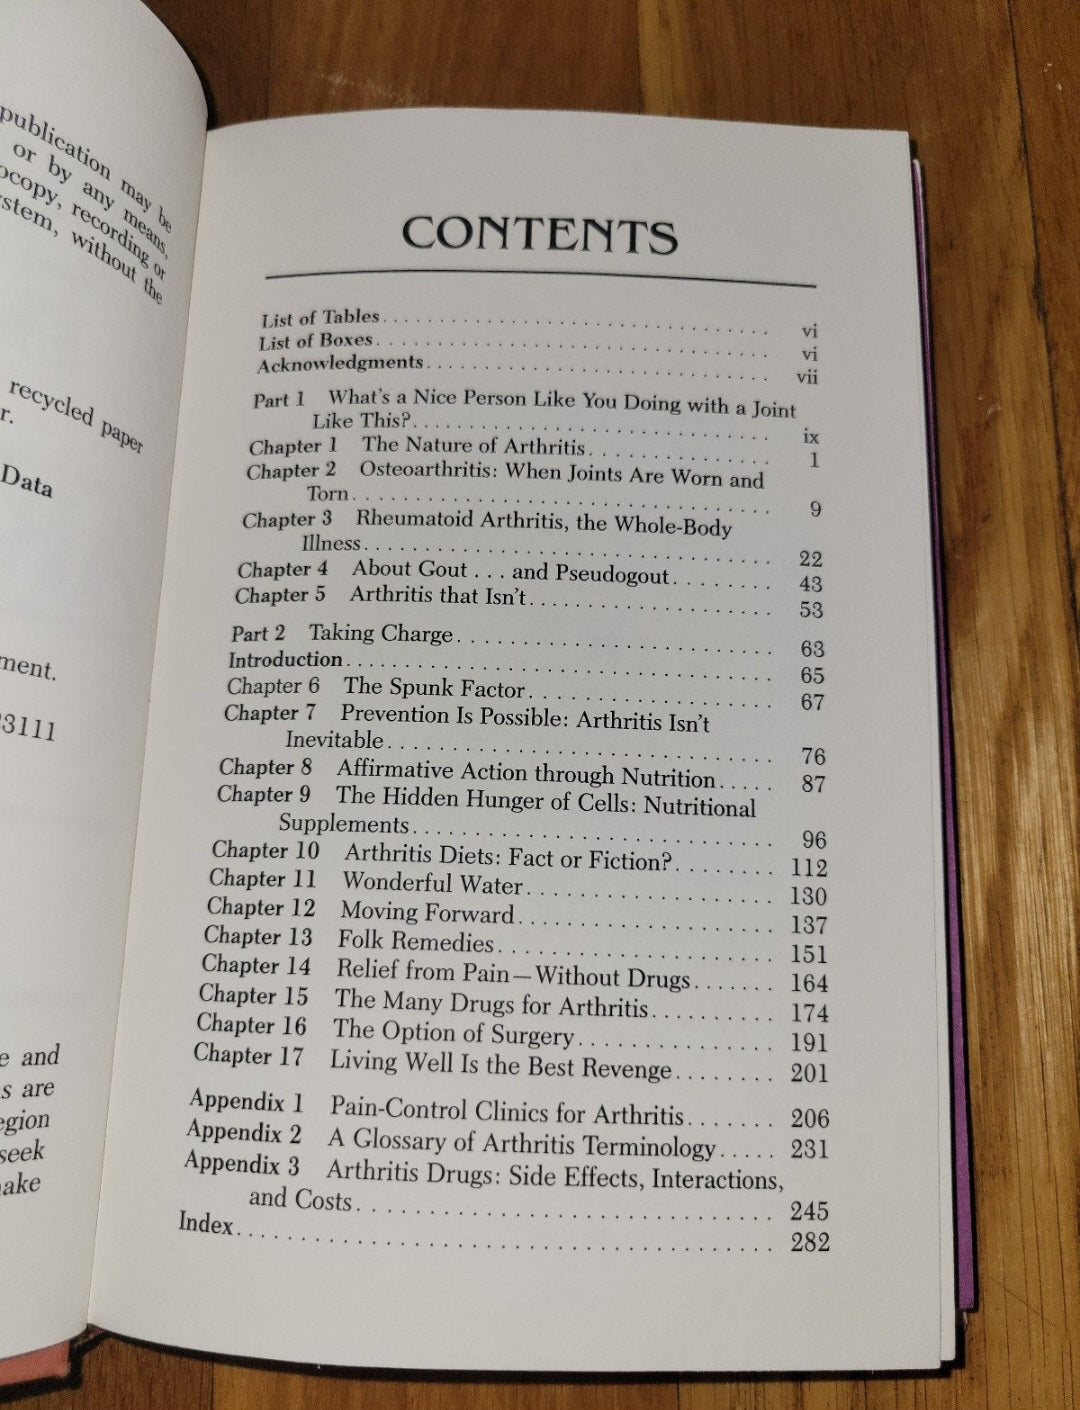 publication may be
or by any means,
ocopy, recording or
stem, without the
recycled paper
r.
Data
ment.
23111
e and
s are
egion
seek
ake
CONTENTS
List of Tables . . . . . . . . . . . . . . . . . . . . . . . . . . . . vi
List of Boxes . . . . . . . . . . . . . . . . . . . . . . . . . . . . vi
Acknowledgments . . . . . . . . . . . . . . . . . . . . . . . . . vii
Part 1 What's a Nice Person Like You Doing with a Joint
Like This? . . . . . . . . . . . . . . . . . . . . . . . . . ix
Chapter 1 The Nature of Arthritis . . . . . . . . . . . . . 1
Chapter 2 Osteoarthritis: When Joints Are Worn and
Torn . . . . . . . . . . . . . . . . . . . . . . . . . . . . . 9
Chapter 3 Rheumatoid Arthritis, the Whole-Body
Illness . . . . . . . . . . . . . . . . . . . . . . . . . . . . 22
Chapter 4 About Gout . . . and Pseudogout . . . . . . . . 43
Chapter 5 Arthritis that Isn't . . . . . . . . . . . . . . . . . 53
Part 2 Taking Charge . . . . . . . . . . . . . . . . . . . . . . 63
Introduction . . . . . . . . . . . . . . . . . . . . . . . . . . . . 65
Chapter 6 The Spunk Factor . . . . . . . . . . . . . . . . . 67
Chapter 7 Prevention Is Possible: Arthritis Isn't
Inevitable . . . . . . . . . . . . . . . . . . . . . . . . . . 76
Chapter 8 Affirmative Action through Nutrition . . . . . 87
Chapter 9 The Hidden Hunger of Cells: Nutritional
Supplements . . . . . . . . . . . . . . . . . . . . . . . . 96
Chapter 10 Arthritis Diets: Fact or Fiction? . . . . . . . . 112
Chapter 11 Wonderful Water . . . . . . . . . . . . . . . . . 130
Chapter 12 Moving Forward . . . . . . . . . . . . . . . . . 137
Chapter 13 Folk Remedies . . . . . . . . . . . . . . . . . . 151
Chapter 14 Relief from Pain—Without Drugs . . . . . . . 164
Chapter 15 The Many Drugs for Arthritis . . . . . . . . . 174
Chapter 16 The Option of Surgery . . . . . . . . . . . . . . 191
Chapter 17 Living Well Is the Best Revenge . . . . . . . . 201
Appendix 1 Pain-Control Clinics for Arthritis . . . . . . . 206
Appendix 2 A Glossary of Arthritis Terminology . . . . . 231
Appendix 3 Arthritis Drugs: Side Effects, Interactions,
and Costs . . . . . . . . . . . . . . . . . . . . . . . . . . . 245
Index . . . . . . . . . . . . . . . . . . . . . . . . . . . . . . . . 282